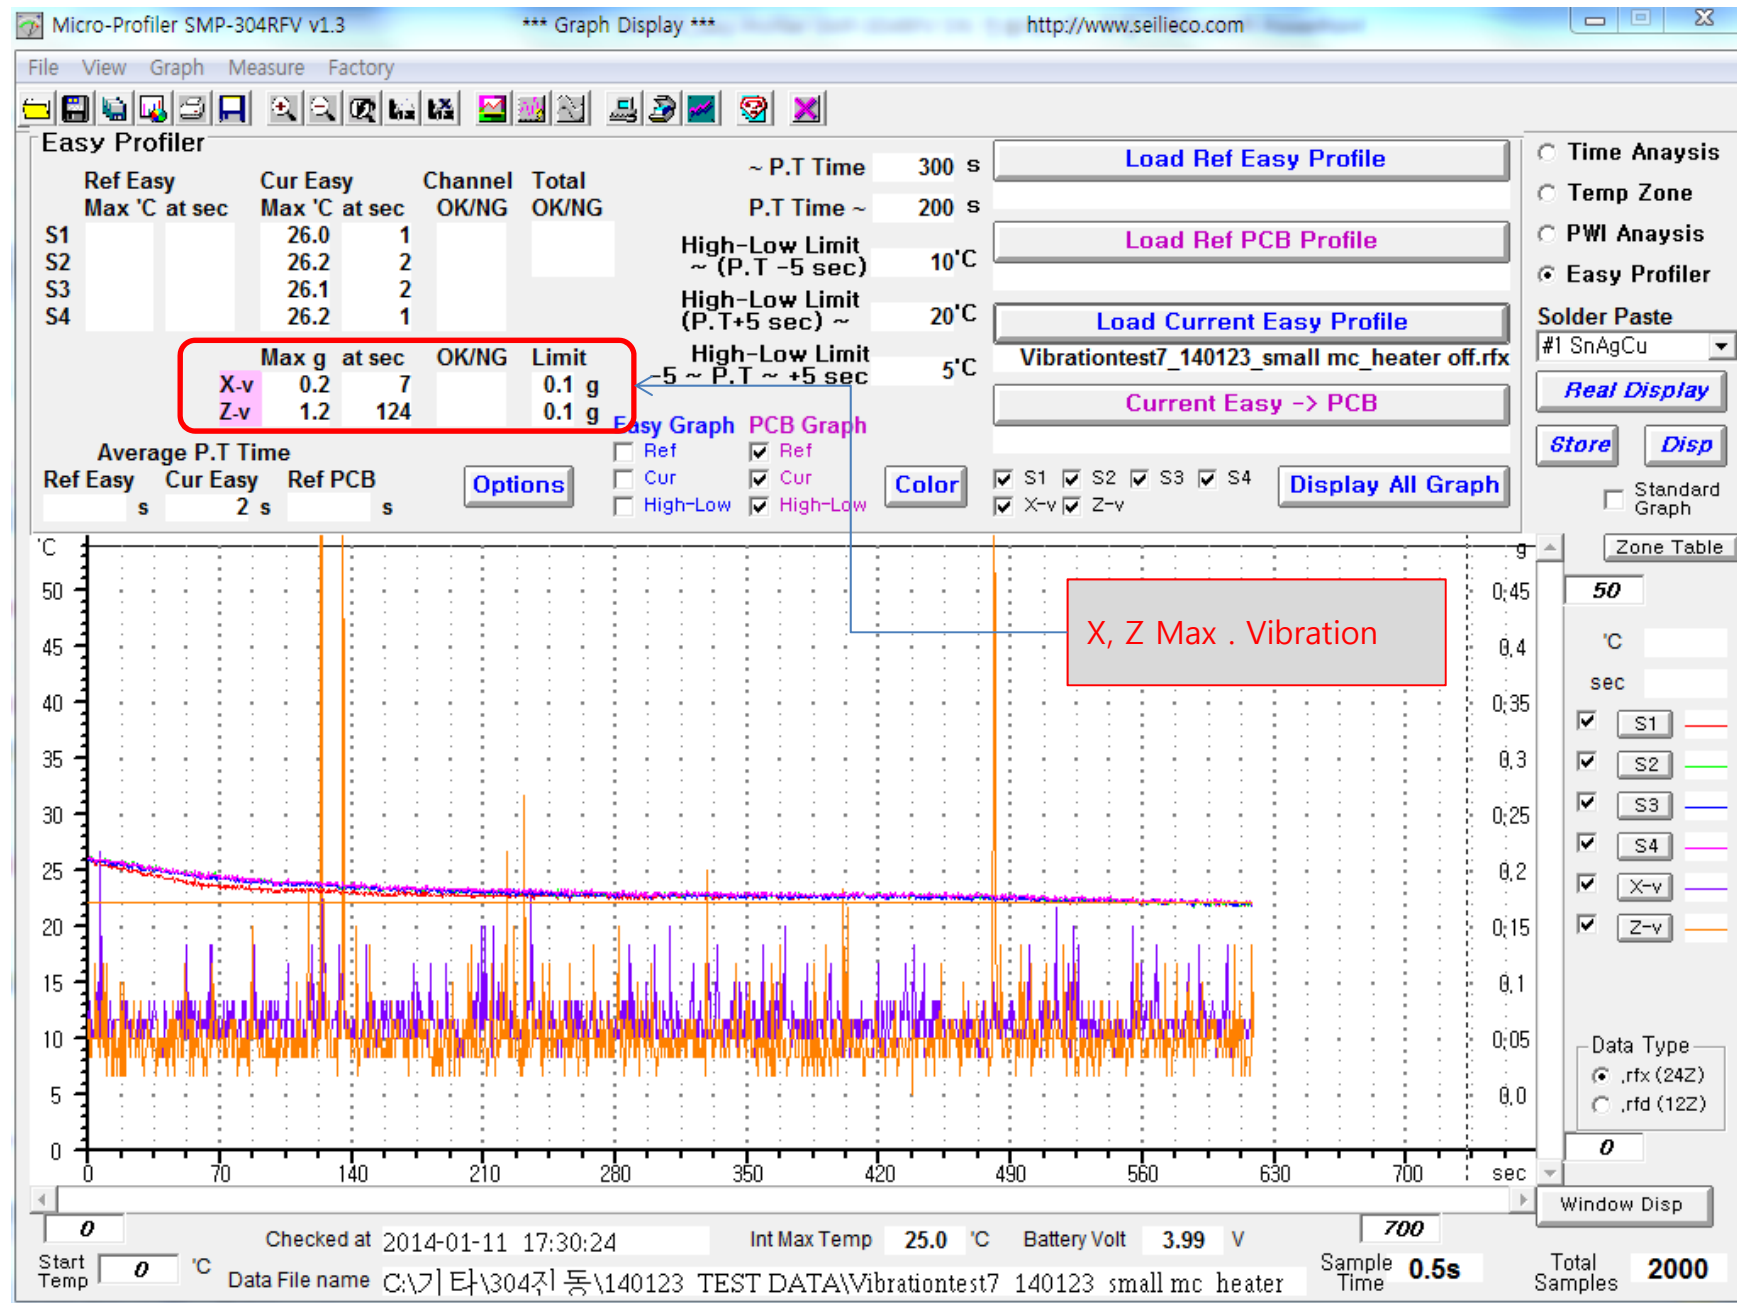 Micro-Profiler SMP-304RFV v1.3 *** Graph Display *** http://www.seilieco.com
File View Graph Measure Factory
Easy Profiler
Ref Easy Cur Easy Channel Total
Max 'C at sec Max 'C at sec OK/NG OK/NG
S1 26.0 1
S2 26.2 2
S3 26.1 2
S4 26.2 1
Max g at sec OK/NG Limit
X-v 0.2 7 0.1 g
Z-v 1.2 124 0.1 g
Average P.T Time
Ref Easy Cur Easy Ref PCB
s 2 s s
Options
~ P.T Time 300 s
P.T Time ~ 200 s
High-Low Limit
~ (P.T -5 sec) 10 'C
High-Low Limit
(P.T+5 sec) ~ 20 'C
High-Low Limit
-5 ~ P.T ~ +5 sec 5 'C
Easy Graph PCB Graph
Ref Ref
Cur Cur
High-Low High-Low
Color
Load Ref Easy Profile
Load Ref PCB Profile
Load Current Easy Profile
Vibrationtest7_140123_small mc_heater off.rfx
Current Easy -> PCB
S1 S2 S3 S4
X-v Z-v
Display All Graph
Time Anaysis
Temp Zone
PWI Anaysis
Easy Profiler
Solder Paste
#1 SnAgCu
Real Display
Store Disp
Standard
Graph
Zone Table
'C g
50 0.45
45 0.4
40 0.35
35 0.3
30 0.25
25 0.2
20 0.15
15 0.1
10 0.05
5 0.0
0
0 70 140 210 280 350 420 490 560 630 700 sec
X, Z Max . Vibration
50
'C
sec
S1
S2
S3
S4
X-v
Z-v
Data Type
.rfx (24Z)
.rfd (12Z)
0
Window Disp
0 Checked at 2014-01-11 17:30:24 Int Max Temp 25.0 'C Battery Volt 3.99 V 700
Start
Temp 0 'C Data File name C:\기타\304진동\140123 TEST DATA\Vibrationtest7 140123 small mc heater
Sample
Time 0.5s
Total
Samples 2000